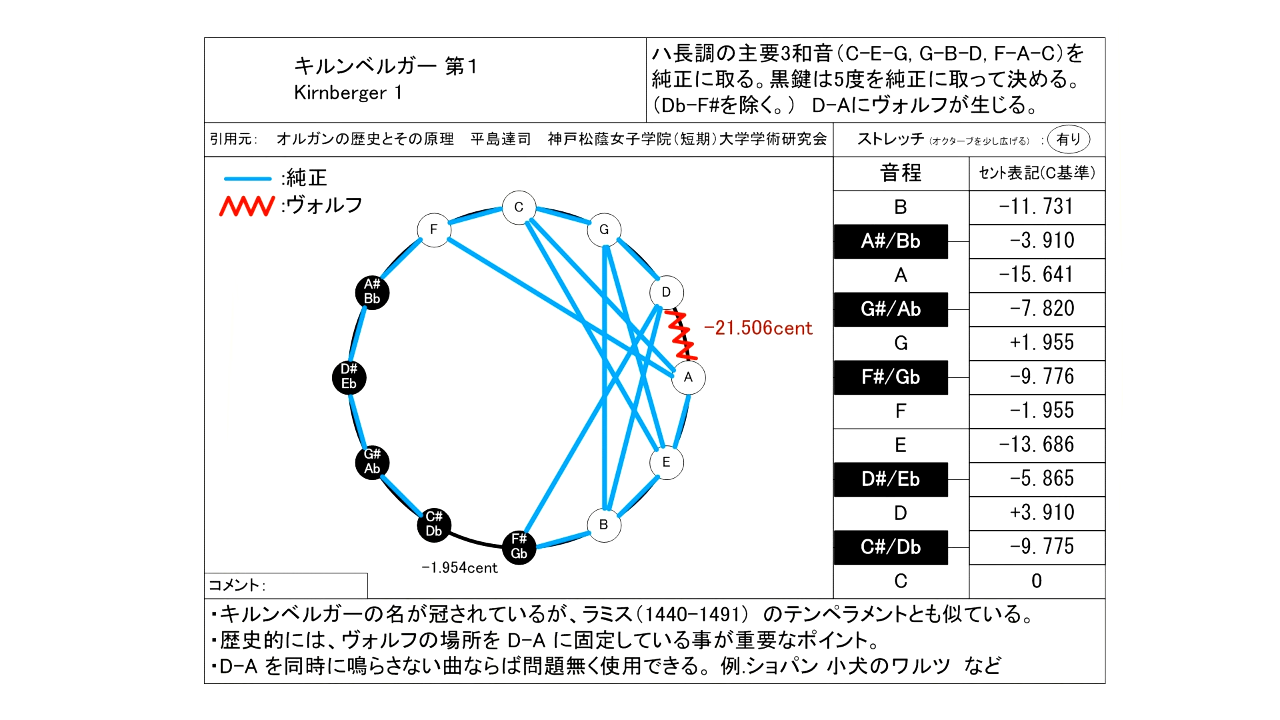 キルンベルガー 第1
Kirnberger 1
ハ長調の主要3和音(C-E-G, G-B-D, F-A-C)を
純正に取る。黒鍵は5度を純正に取って決める。
(Db-F#を除く。) D-Aにヴォルフが生じる。
引用元: オルガンの歴史とその原理 平島達司 神戸松蔭女子学院(短期)大学学術研究会
ストレッチ (オクターブを少し広げる) : 有り
:純正
:ヴォルフ
C
G
D
A
E
B
F#
Gb
C#
Db
G#
Ab
D#
Eb
A#
Bb
F
-21.506cent
-1.954cent
音程 セント表記(C基準)
B -11.731
A#/Bb -3.910
A -15.641
G#/Ab -7.820
G +1.955
F#/Gb -9.776
F -1.955
E -13.686
D#/Eb -5.865
D +3.910
C#/Db -9.775
C 0
コメント:
・キルンベルガーの名が冠されているが、ラミス(1440-1491) のテンペラメントとも似ている。
・歴史的には、ヴォルフの場所を D-A に固定している事が重要なポイント。
・D-A を同時に鳴らさない曲ならば問題無く使用できる。 例.ショパン 小犬のワルツ など